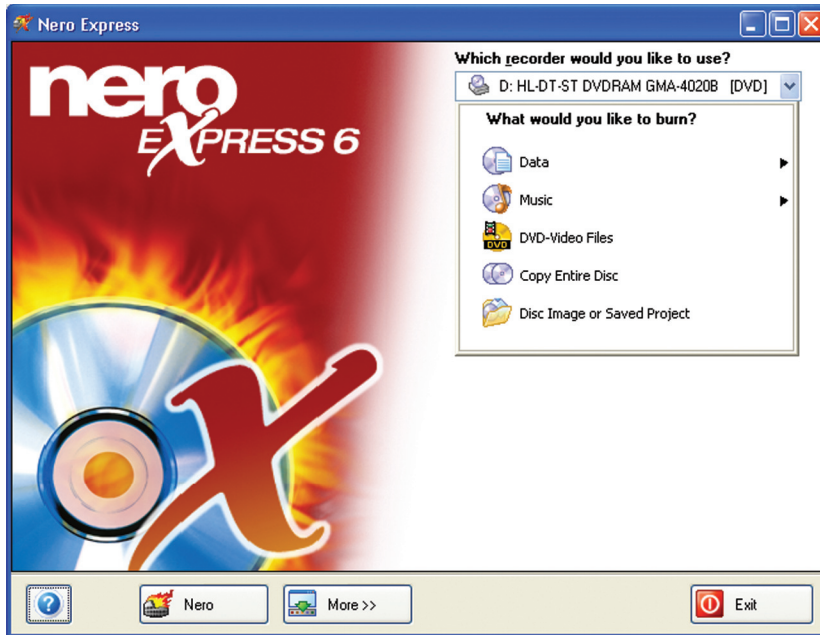 Nero Express
nero
EXPRESS 6
Which recorder would you like to use?
D: HL-DT-ST DVDRAM GMA-4020B [DVD]
What would you like to burn?
Data
Music
DVD
DVD-Video Files
Copy Entire Disc
Disc Image or Saved Project
?
Nero
More >>
Exit